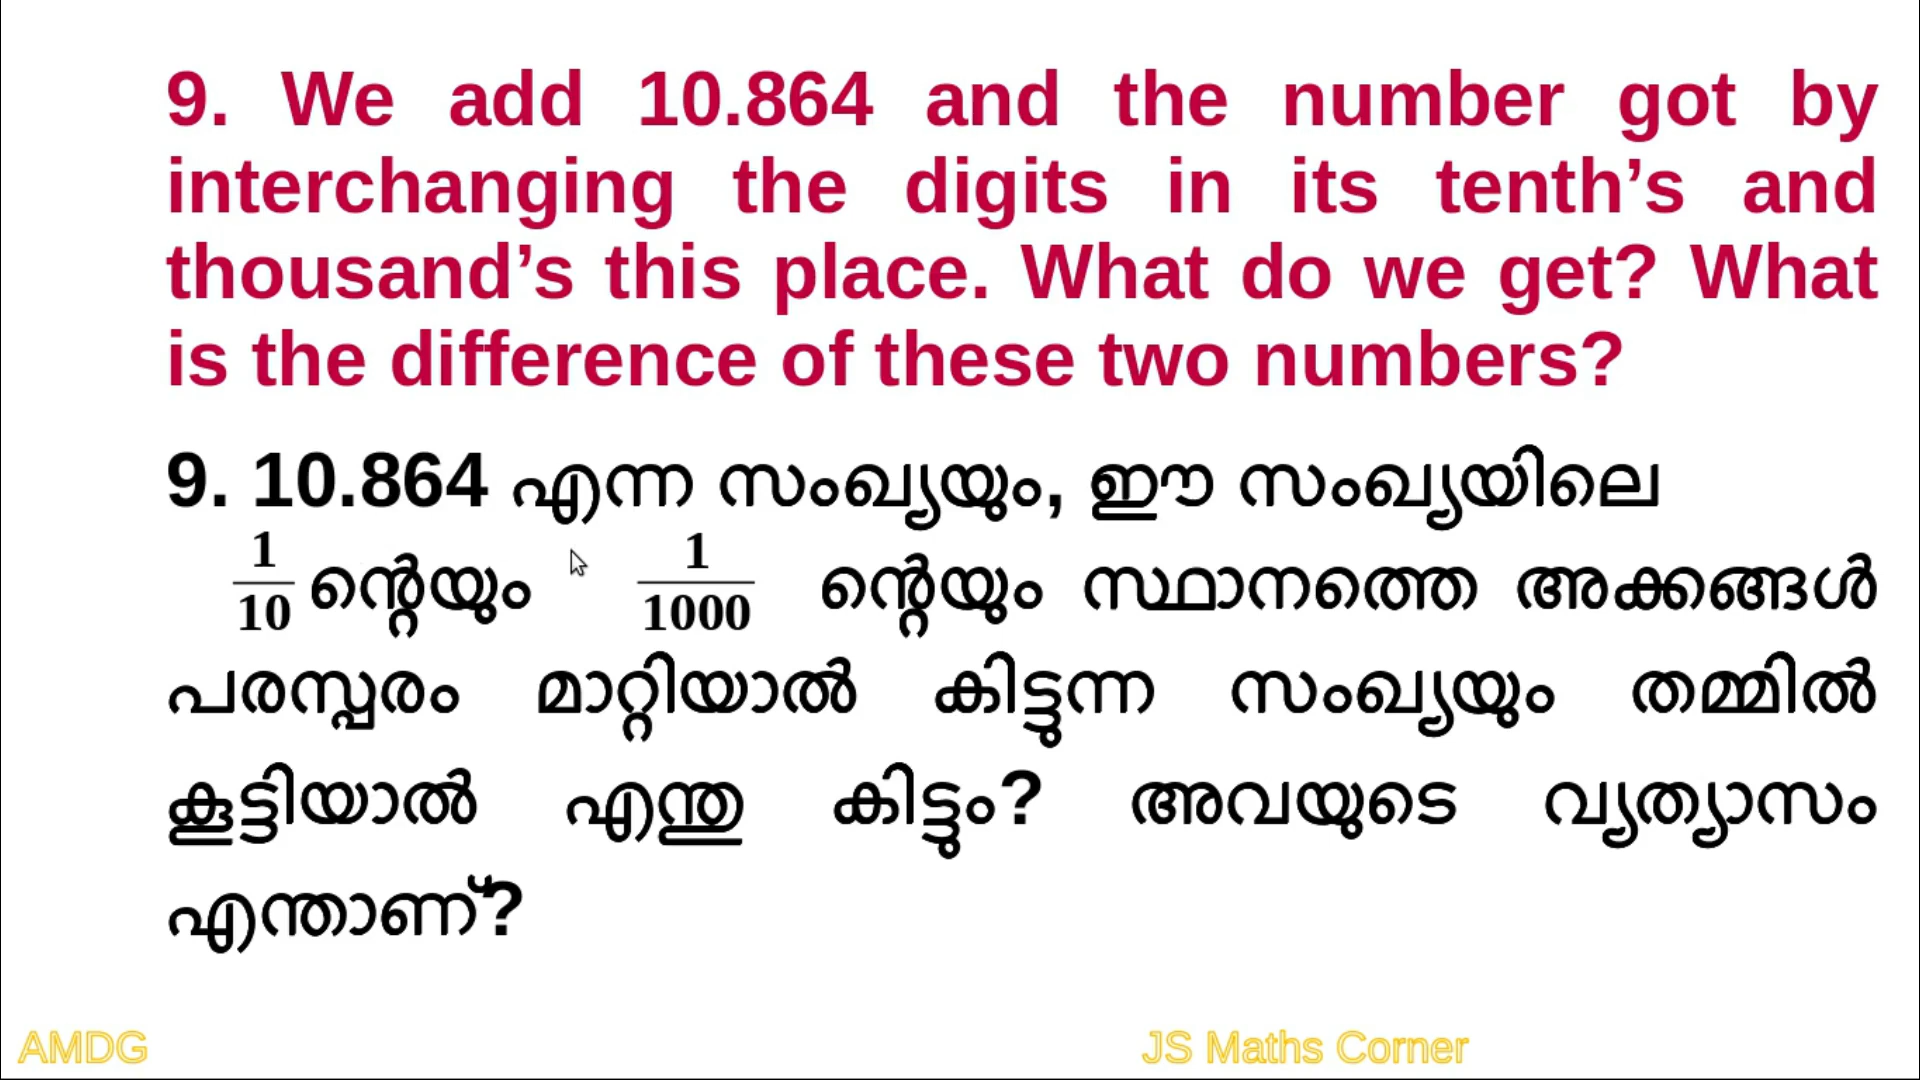 9. We add 10.864 and the number got by
interchanging the digits in its tenth’s and
thousand’s this place. What do we get? What
is the difference of these two numbers?
9. 10.864 എന്ന സംഖ്യയും, ഈ സംഖ്യയിലെ
1/10 ന്റെയും 1/1000 ന്റെയും സ്ഥാനത്തെ അക്കങ്ങൾ
പരസ്പരം മാറ്റിയാൽ കിട്ടുന്ന സംഖ്യയും തമ്മിൽ
കൂട്ടിയാൽ എന്തു കിട്ടും? അവയുടെ വ്യത്യാസം
എന്താണ്?
AMDG JS Maths Corner